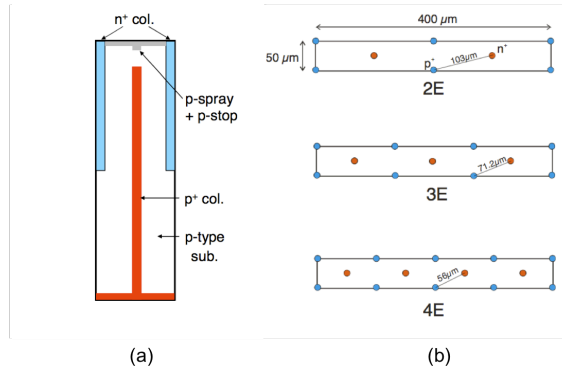 n⁺ col.
p-spray
+ p-stop
p⁺ col.
p-type
sub.
(a)
400 µm
50 µm
n⁺
p⁺
103µm
2E
71.2µm
3E
56µm
4E
(b)